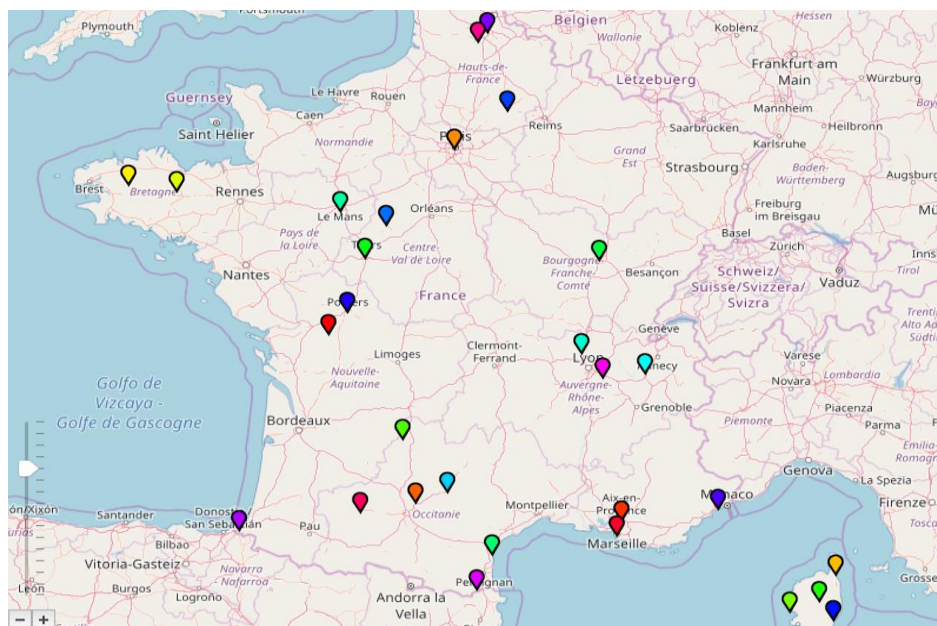 Plymouth
Belgien
Koblenz
Hessen
Wallonie
Frankfurt am
Main
Hauts-de-
France
Lëtzebuerg
Würzburg
Guernsey
Le Havre
Rouen
Mannheim
Caen
Reims
Saarbrücken
Heilbronn
Saint Helier
Normandie
Karlsruhe
Grand
Est
Strasbourg
Baden-
Württemberg
Augsburg
Brest
Bretagne
Rennes
Le Mans
Orléans
Freiburg
im Breisgau
Pays de
la Loire
Basel
Zürich
Centre-
Val de Loire
Bourgogne
Franche-
Comte
Besançon
Nantes
Schweiz/
Suisse/Svizzera/
Svizra
Vaduz
Tirol
France
Genève
Limoges
Clermont-
Ferrand
Lyon
Varese
Nouvelle-
Aquitaine
Novara
Lombardia
Golfo de
Vizcaya -
Golfe de Gascogne
Auvergne-
Rhône-
Alpes
Grenoble
Piacenza
Bordeaux
Piemonte
Parma
Genova
La Spezia
Occitanie
Montpellier
Aix-en-
Provence
Firenze
Santander
San Sebastián
Pau
Marseille
Bilbao
Vitoria-Gasteiz
Navarra
- Nafarroa
León
Burgos
Logroño
Andorra la
Vella
− +